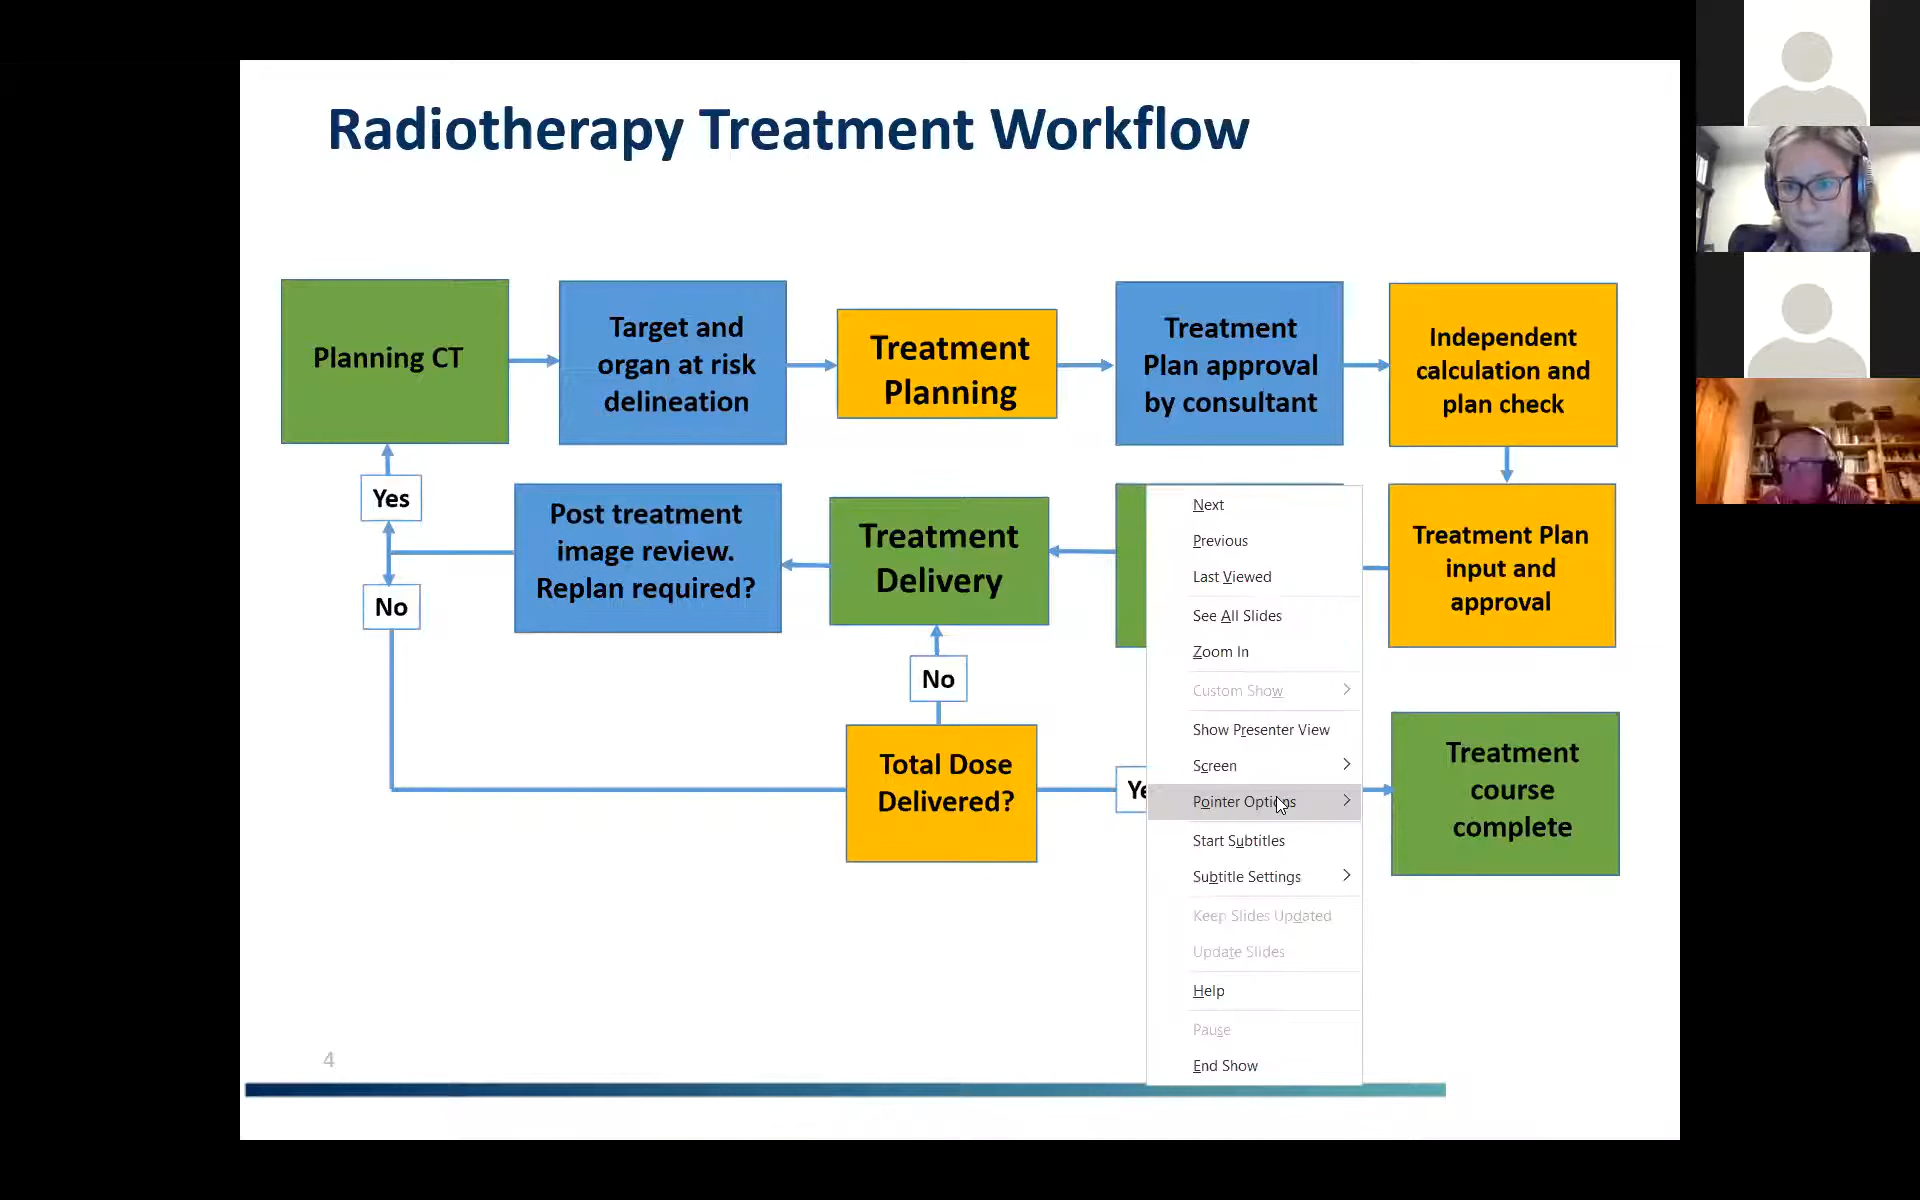 Radiotherapy Treatment Workflow
Planning CT
Target and
organ at risk
delineation
Treatment
Planning
Treatment
Plan approval
by consultant
Independent
calculation and
plan check
Yes
No
Post treatment
image review.
Replan required?
Treatment
Delivery
Treatment Plan
input and
approval
No
Total Dose
Delivered?
Treatment
course
complete
Next
Previous
Last Viewed
See All Slides
Zoom In
Custom Show
Show Presenter View
Screen
Pointer Options
Start Subtitles
Subtitle Settings
Keep Slides Updated
Update Slides
Help
Pause
End Show
4